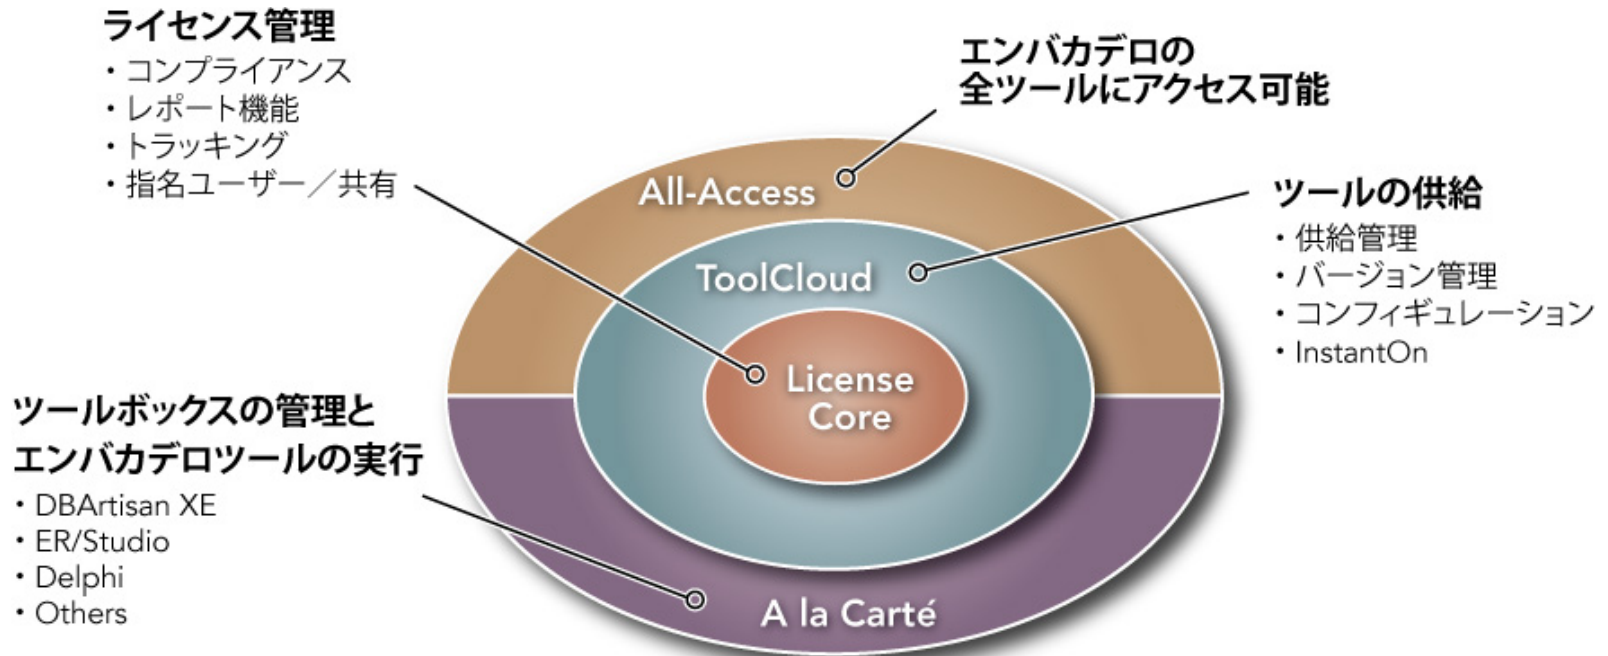 ライセンス管理
・コンプライアンス
・レポート機能
・トラッキング
・指名ユーザー／共有
エンバカデロの
全ツールにアクセス可能
All-Access
ツールの供給
・供給管理
・バージョン管理
・コンフィギュレーション
・InstantOn
ToolCloud
License
Core
ツールボックスの管理と
エンバカデロツールの実行
・DBArtisan XE
・ER/Studio
・Delphi
・Others
A la Carté